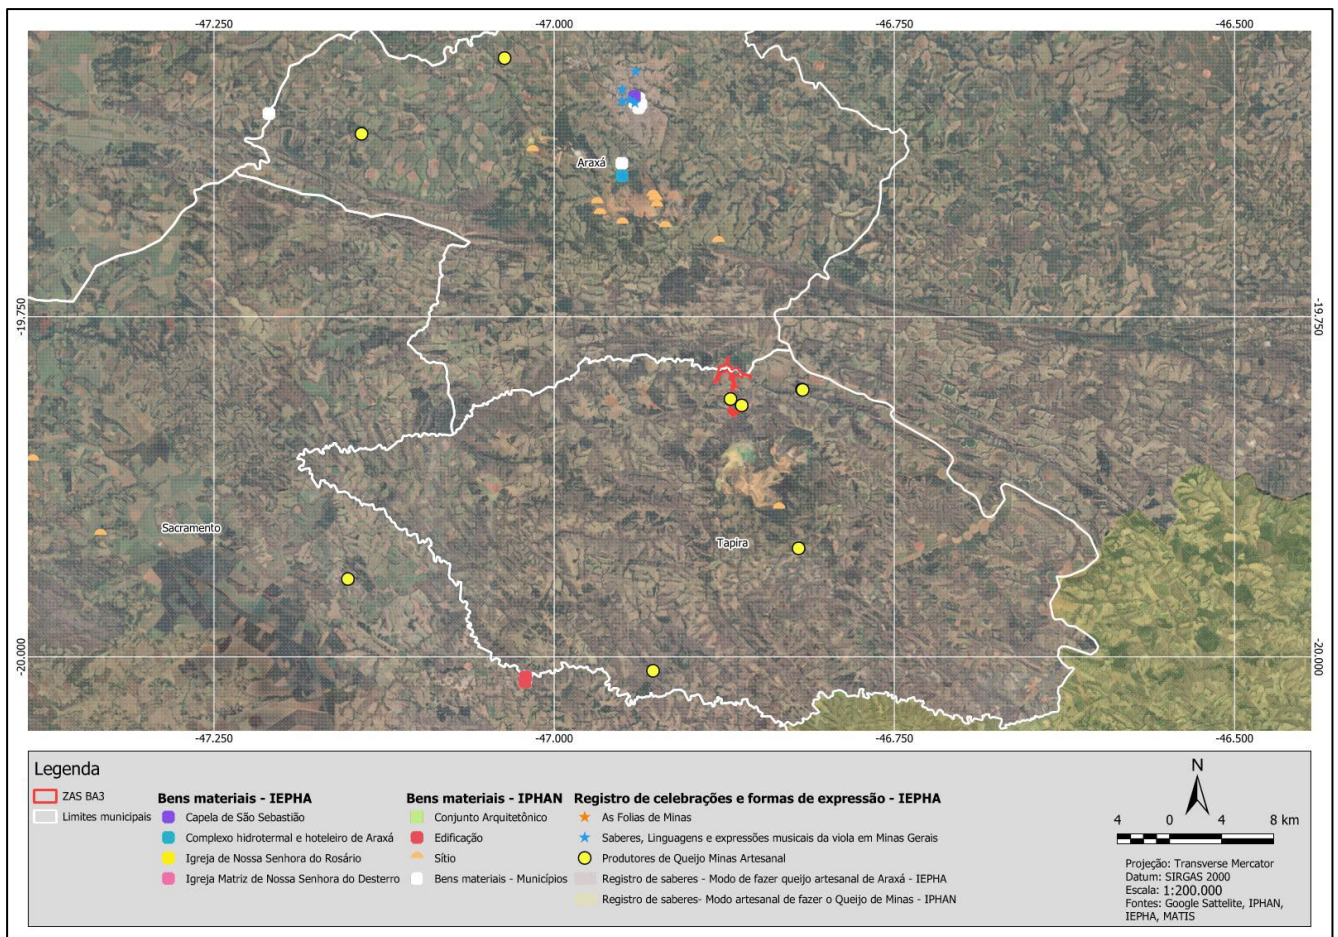 -47.250
-47.000
-46.750
-46.500
Araxá
-19.750
-19.750
Sacramento
Tapira
-20.000
-20.000
-47.250
-47.000
-46.750
-46.500
Legenda
ZAS BA3
Limites municipais
Bens materiais - IEPHA
Capela de São Sebastião
Complexo hidrotermal e hoteleiro de Araxá
Igreja de Nossa Senhora do Rosário
Igreja Matriz de Nossa Senhora do Desterro
Bens materiais - IPHAN
Conjunto Arquitetônico
Edificação
Sítio
Bens materiais - Municípios
Registro de celebrações e formas de expressão - IEPHA
As Folias de Minas
Saberes, Linguagens e expressões musicais da viola em Minas Gerais
Produtores de Queijo Minas Artesanal
Registro de saberes - Modo de fazer queijo artesanal de Araxá - IEPHA
Registro de saberes- Modo artesanal de fazer o Queijo de Minas - IPHAN
N
4 0 4 8 km
Projeção: Transverse Mercator
Datum: SIRGAS 2000
Escala: 1:200.000
Fontes: Google Sattelite, IPHAN,
IEPHA, MATIS